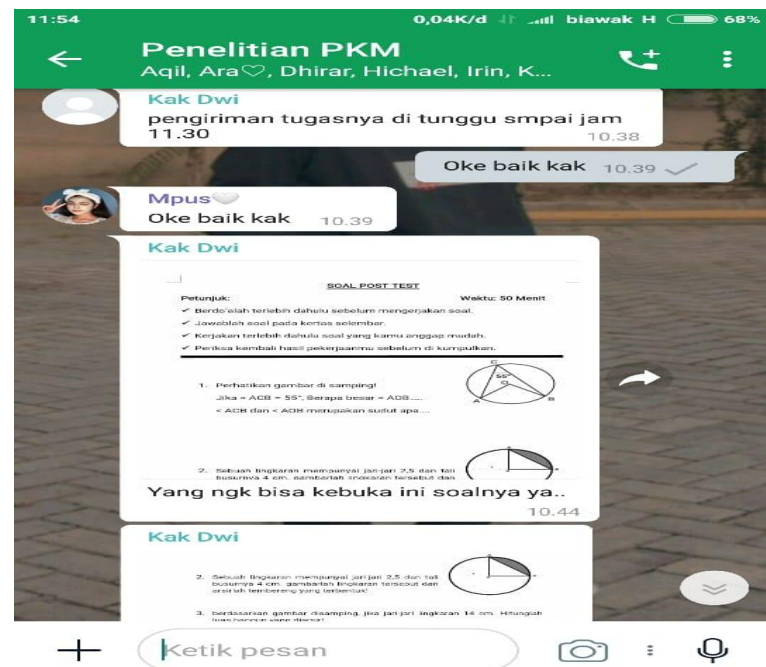 11:54 0,04K/d biawak H 68%
Penelitian PKM
Aqil, Ara♡, Dhirar, Hichael, Irin, K...
Kak Dwi
pengiriman tugasnya di tunggu smpai jam
11.30 10.38
Oke baik kak 10.39
Mpus🤍
Oke baik kak 10.39
Kak Dwi
SOAL POST TEST
Petunjuk: Waktu: 50 Menit
✓ Berdo'alah terlebih dahulu sebelum mengerjakan soal.
✓ Jawablah soal pada kertas selembar.
✓ Kerjakan terlebih dahulu soal yang kamu anggap mudah.
✓ Periksa kembali hasil pekerjaanmu sebelum di kumpulkan.
1. Perhatikan gambar di samping!
Jika < ACB = 55°, Berapa besar < AOB....
< ACB dan < AOB merupakan sudut apa....
C
55°
O
A
B
2. Sebuah lingkaran mempunyai jari-jari 2,5 dan tali
busurnya 4 cm. gambarlah lingkaran tersebut dan
Yang ngk bisa kebuka ini soalnya ya..
10.44
Kak Dwi
2. Sebuah lingkaran mempunyai jari-jari 2,5 dan tali
busurnya 4 cm. gambarlah lingkaran tersebut dan
arsirlah tembereng yang terbentuk!
3. berdasarkan gambar disamping, jika jari-jari lingkaran 14 cm. Hitunglah
Ketik pesan